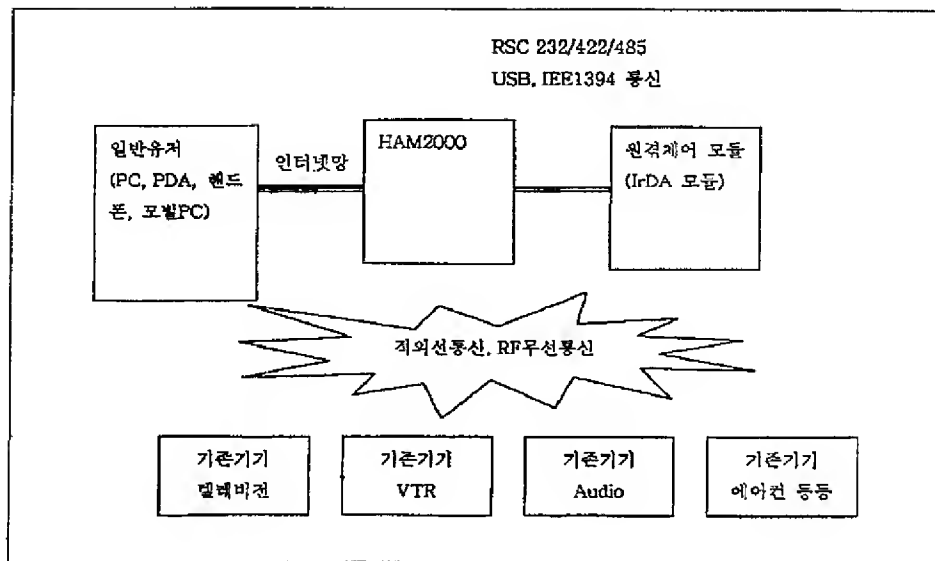 RSC 232/422/485
USB, IEE1394 통신
일반유저
(PC, PDA, 핸드
폰, 모빌PC)
인터넷망
HAM2000
원격제어 모듈
(IrDA 모듈)
적외선통신, RF무선통신
기존기기
텔레비전
기존기기
VTR
기존기기
Audio
기존기기
에어컨 등등